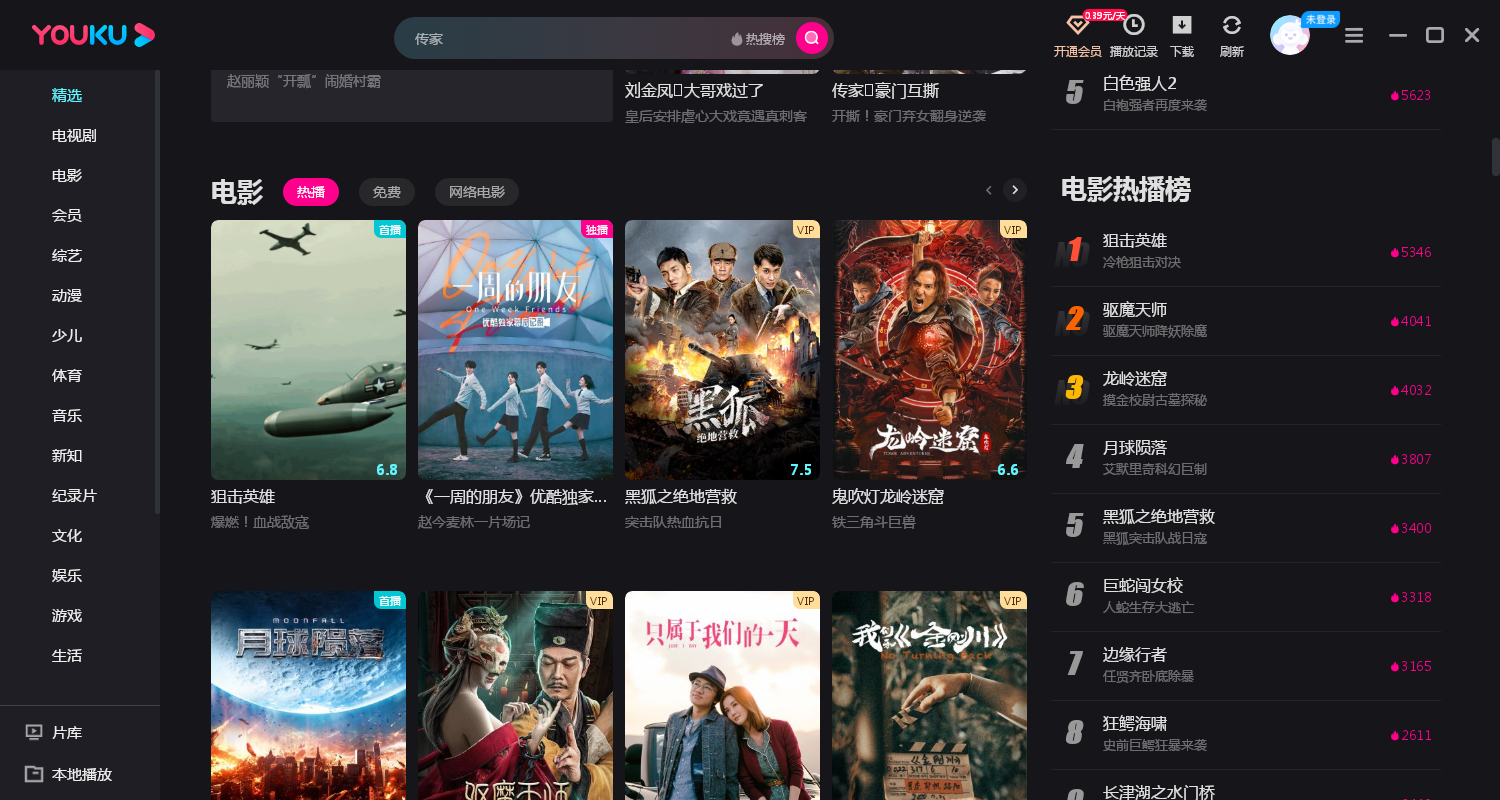 YOUKU
传家
热搜榜
0.39元/天
开通会员
播放记录
下载
刷新
未登录
精选
电视剧
电影
会员
综艺
动漫
少儿
体育
音乐
新知
纪录片
文化
娱乐
游戏
生活
片库
本地播放
赵丽颖“开瓢”闹婚村霸
刘金凤 大哥戏过了
皇后安排虐心大戏竟遇真刺客
传家 豪门互撕
开撕！豪门弃女翻身逆袭
电影
热播
免费
网络电影
首播
6.8
狙击英雄
爆燃！血战敌寇
独播
一周的朋友
One Week Friends
优酷独家幕后记录
《一周的朋友》优酷独家...
赵今麦林一片场记
VIP
黑狐
绝地营救
7.5
黑狐之绝地营救
突击队热血抗日
VIP
龙岭迷窟
6.6
鬼吹灯龙岭迷窟
铁三角斗巨兽
首播
MOONFALL
月球陨落
VIP
驱魔天师
VIP
只属于我们的一天
VIP
No Turning Back
5
白色强人2
白袍强者再度来袭
5623
电影热播榜
1
狙击英雄
冷枪狙击对决
5346
2
驱魔天师
驱魔天师降妖除魔
4041
3
龙岭迷窟
摸金校尉古墓探秘
4032
4
月球陨落
艾默里奇科幻巨制
3807
5
黑狐之绝地营救
黑狐突击队战日寇
3400
6
巨蛇闯女校
人蛇生存大逃亡
3318
7
边缘行者
任贤齐卧底除暴
3165
8
狂鳄海啸
史前巨鳄狂暴来袭
2611
长津湖之水门桥